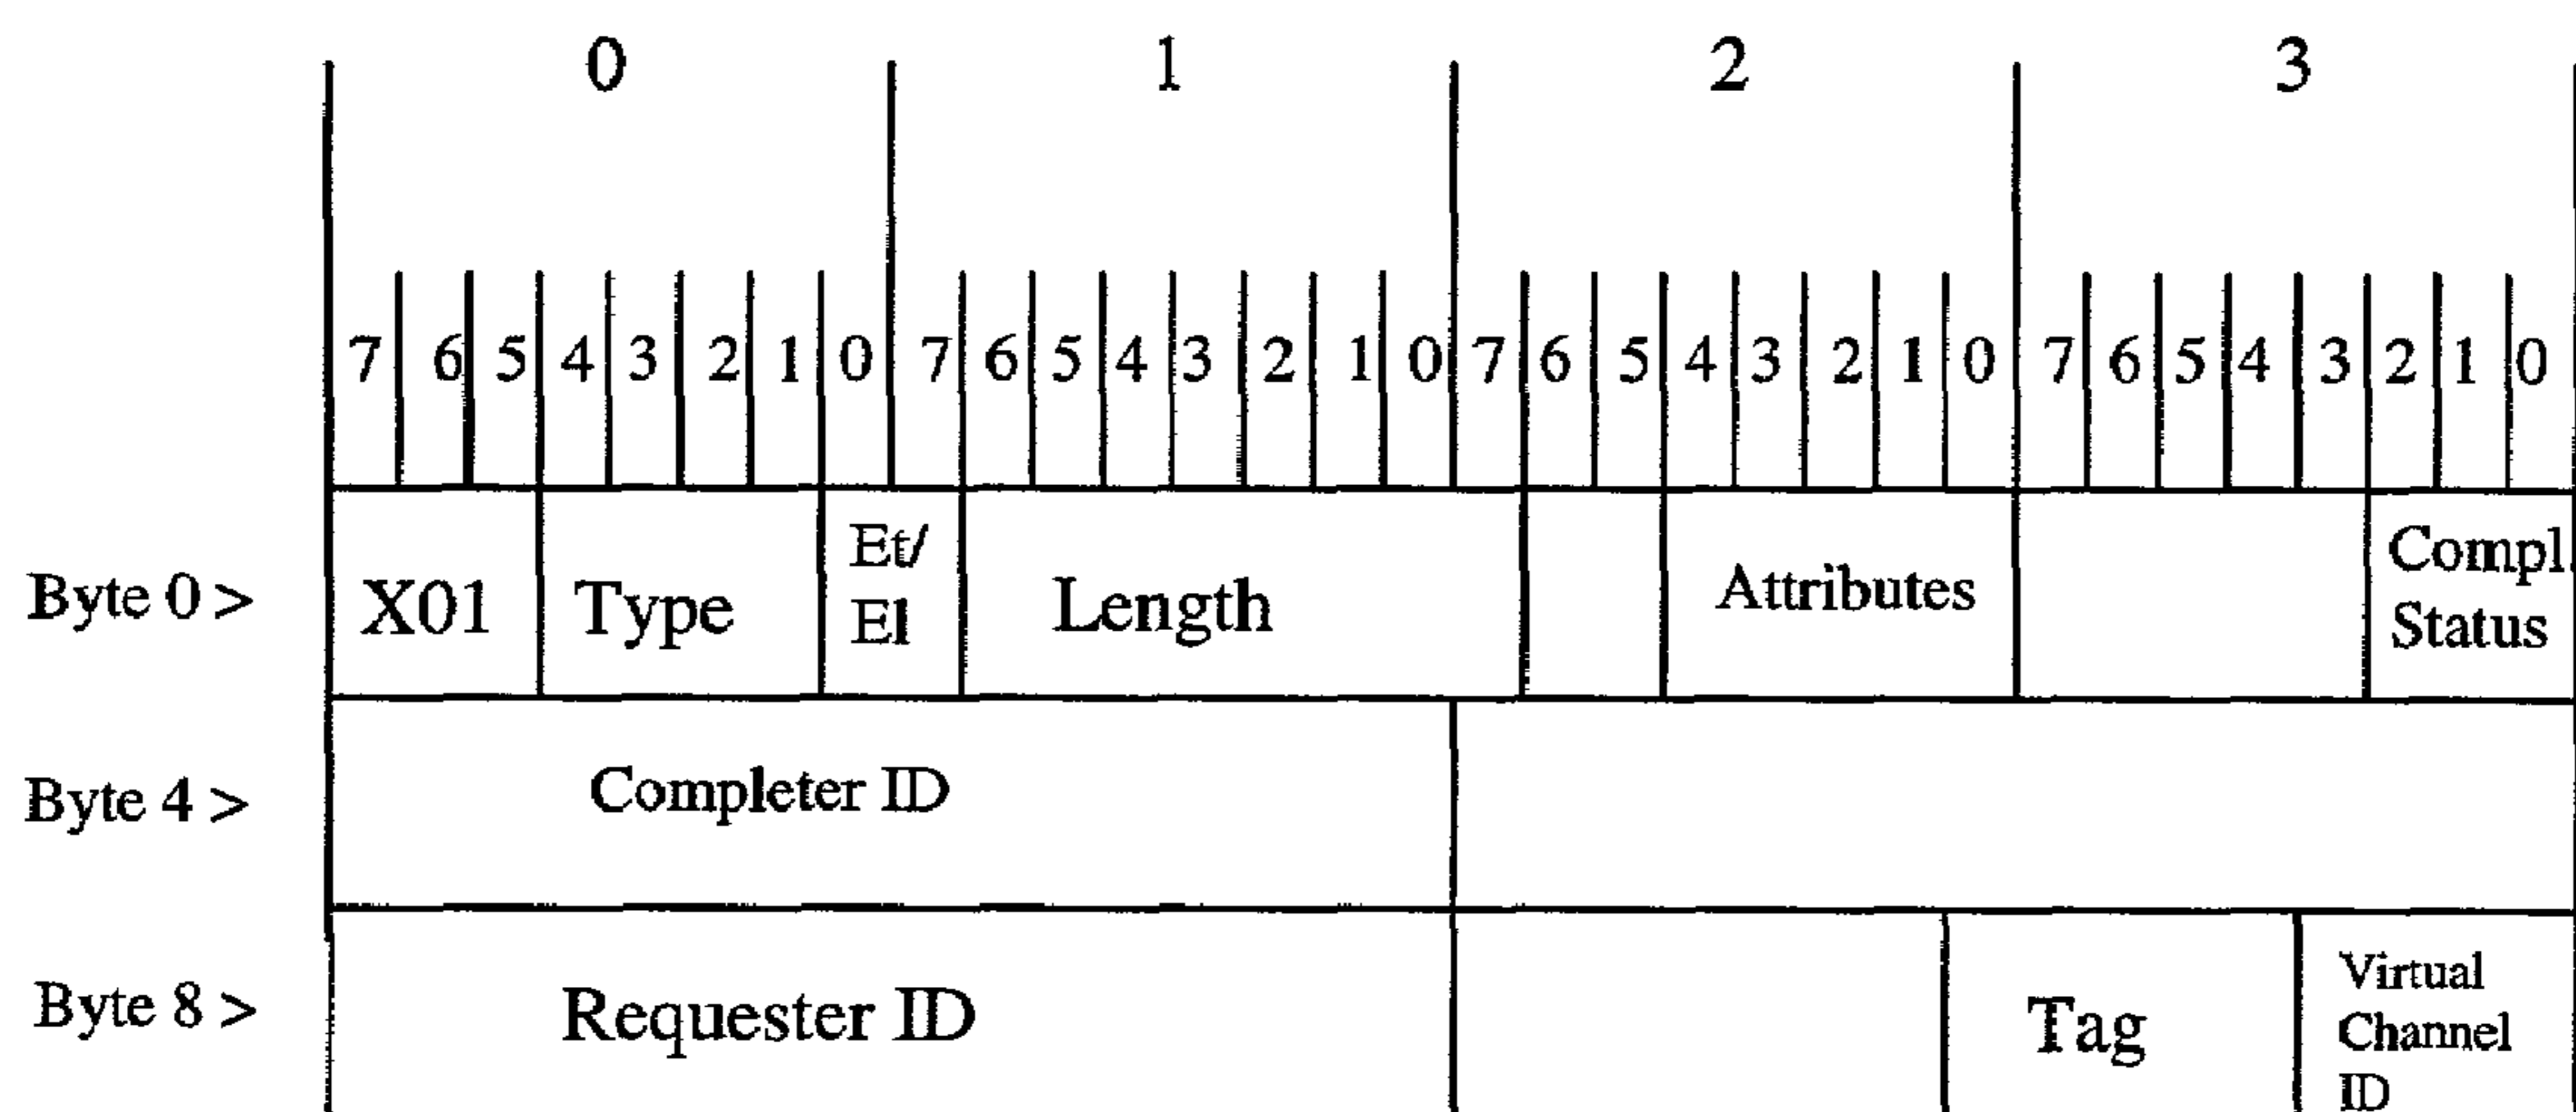 0 1 2 3
7 6 5 4 3 2 1 0 7 6 5 4 3 2 1 0 7 6 5 4 3 2 1 0 7 6 5 4 3 2 1 0
Byte 0 > X01 Type Et/ Length Attributes Compl.
El Status
Byte 4 > Completer ID
Byte 8 > Requester ID Tag Virtual
Channel
ID